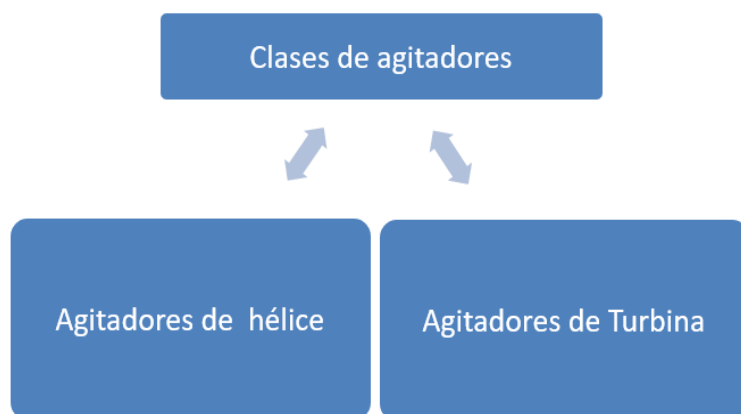 Clases de agitadores
Agitadores de hélice
Agitadores de Turbina